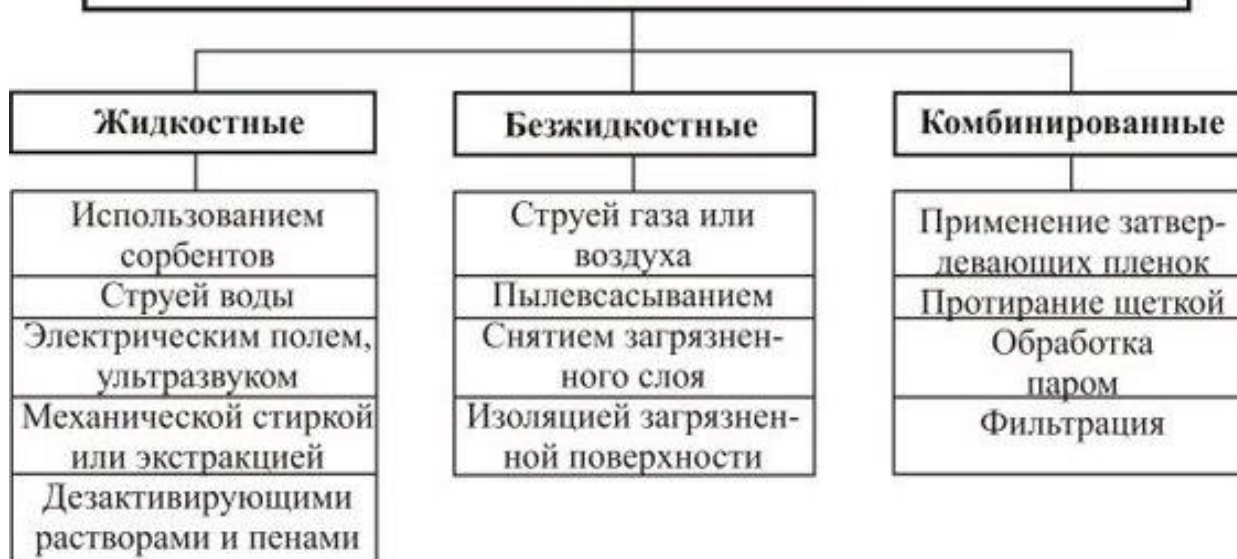 Жидкостные
Использованием
сорбентов
Струей воды
Электрическим полем,
ультразвуком
Механической стиркой
или экстракцией
Дезактивирующими
растворами и пенами
Безжидкостные
Струей газа или
воздуха
Пылевсасыванием
Снятием загрязнен-
ного слоя
Изоляцией загрязнен-
ной поверхности
Комбинированные
Применение затвер-
девающих пленок
Протирание щеткой
Обработка
паром
Фильтрация